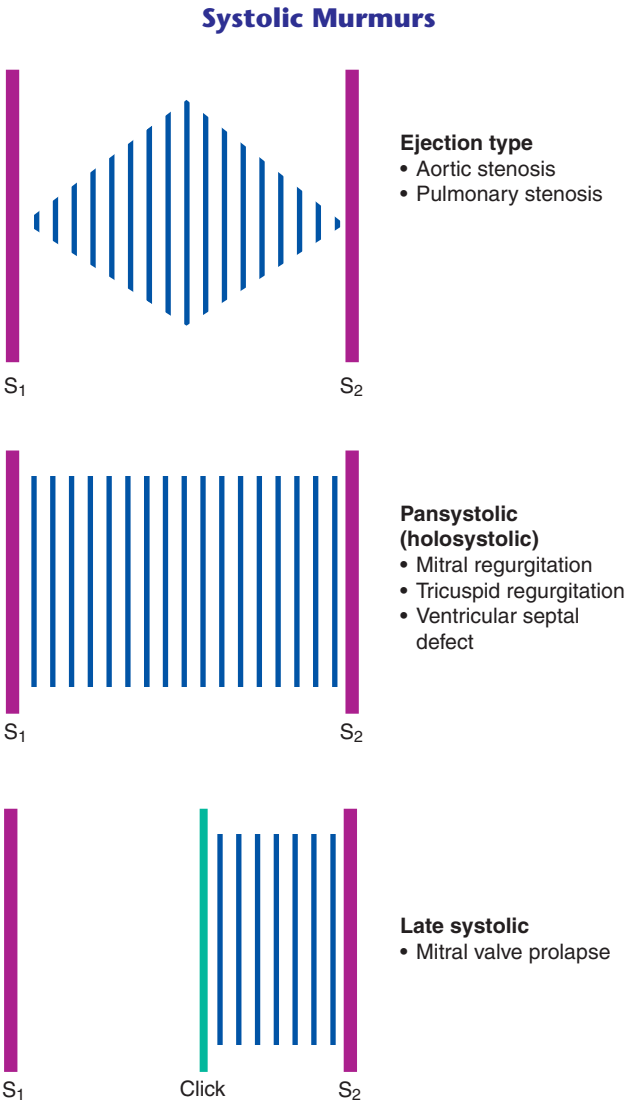 Systolic Murmurs
Ejection type
• Aortic stenosis
• Pulmonary stenosis
S₁ S₂
Pansystolic
(holosystolic)
• Mitral regurgitation
• Tricuspid regurgitation
• Ventricular septal
defect
S₁ S₂
Late systolic
• Mitral valve prolapse
S₁ Click S₂